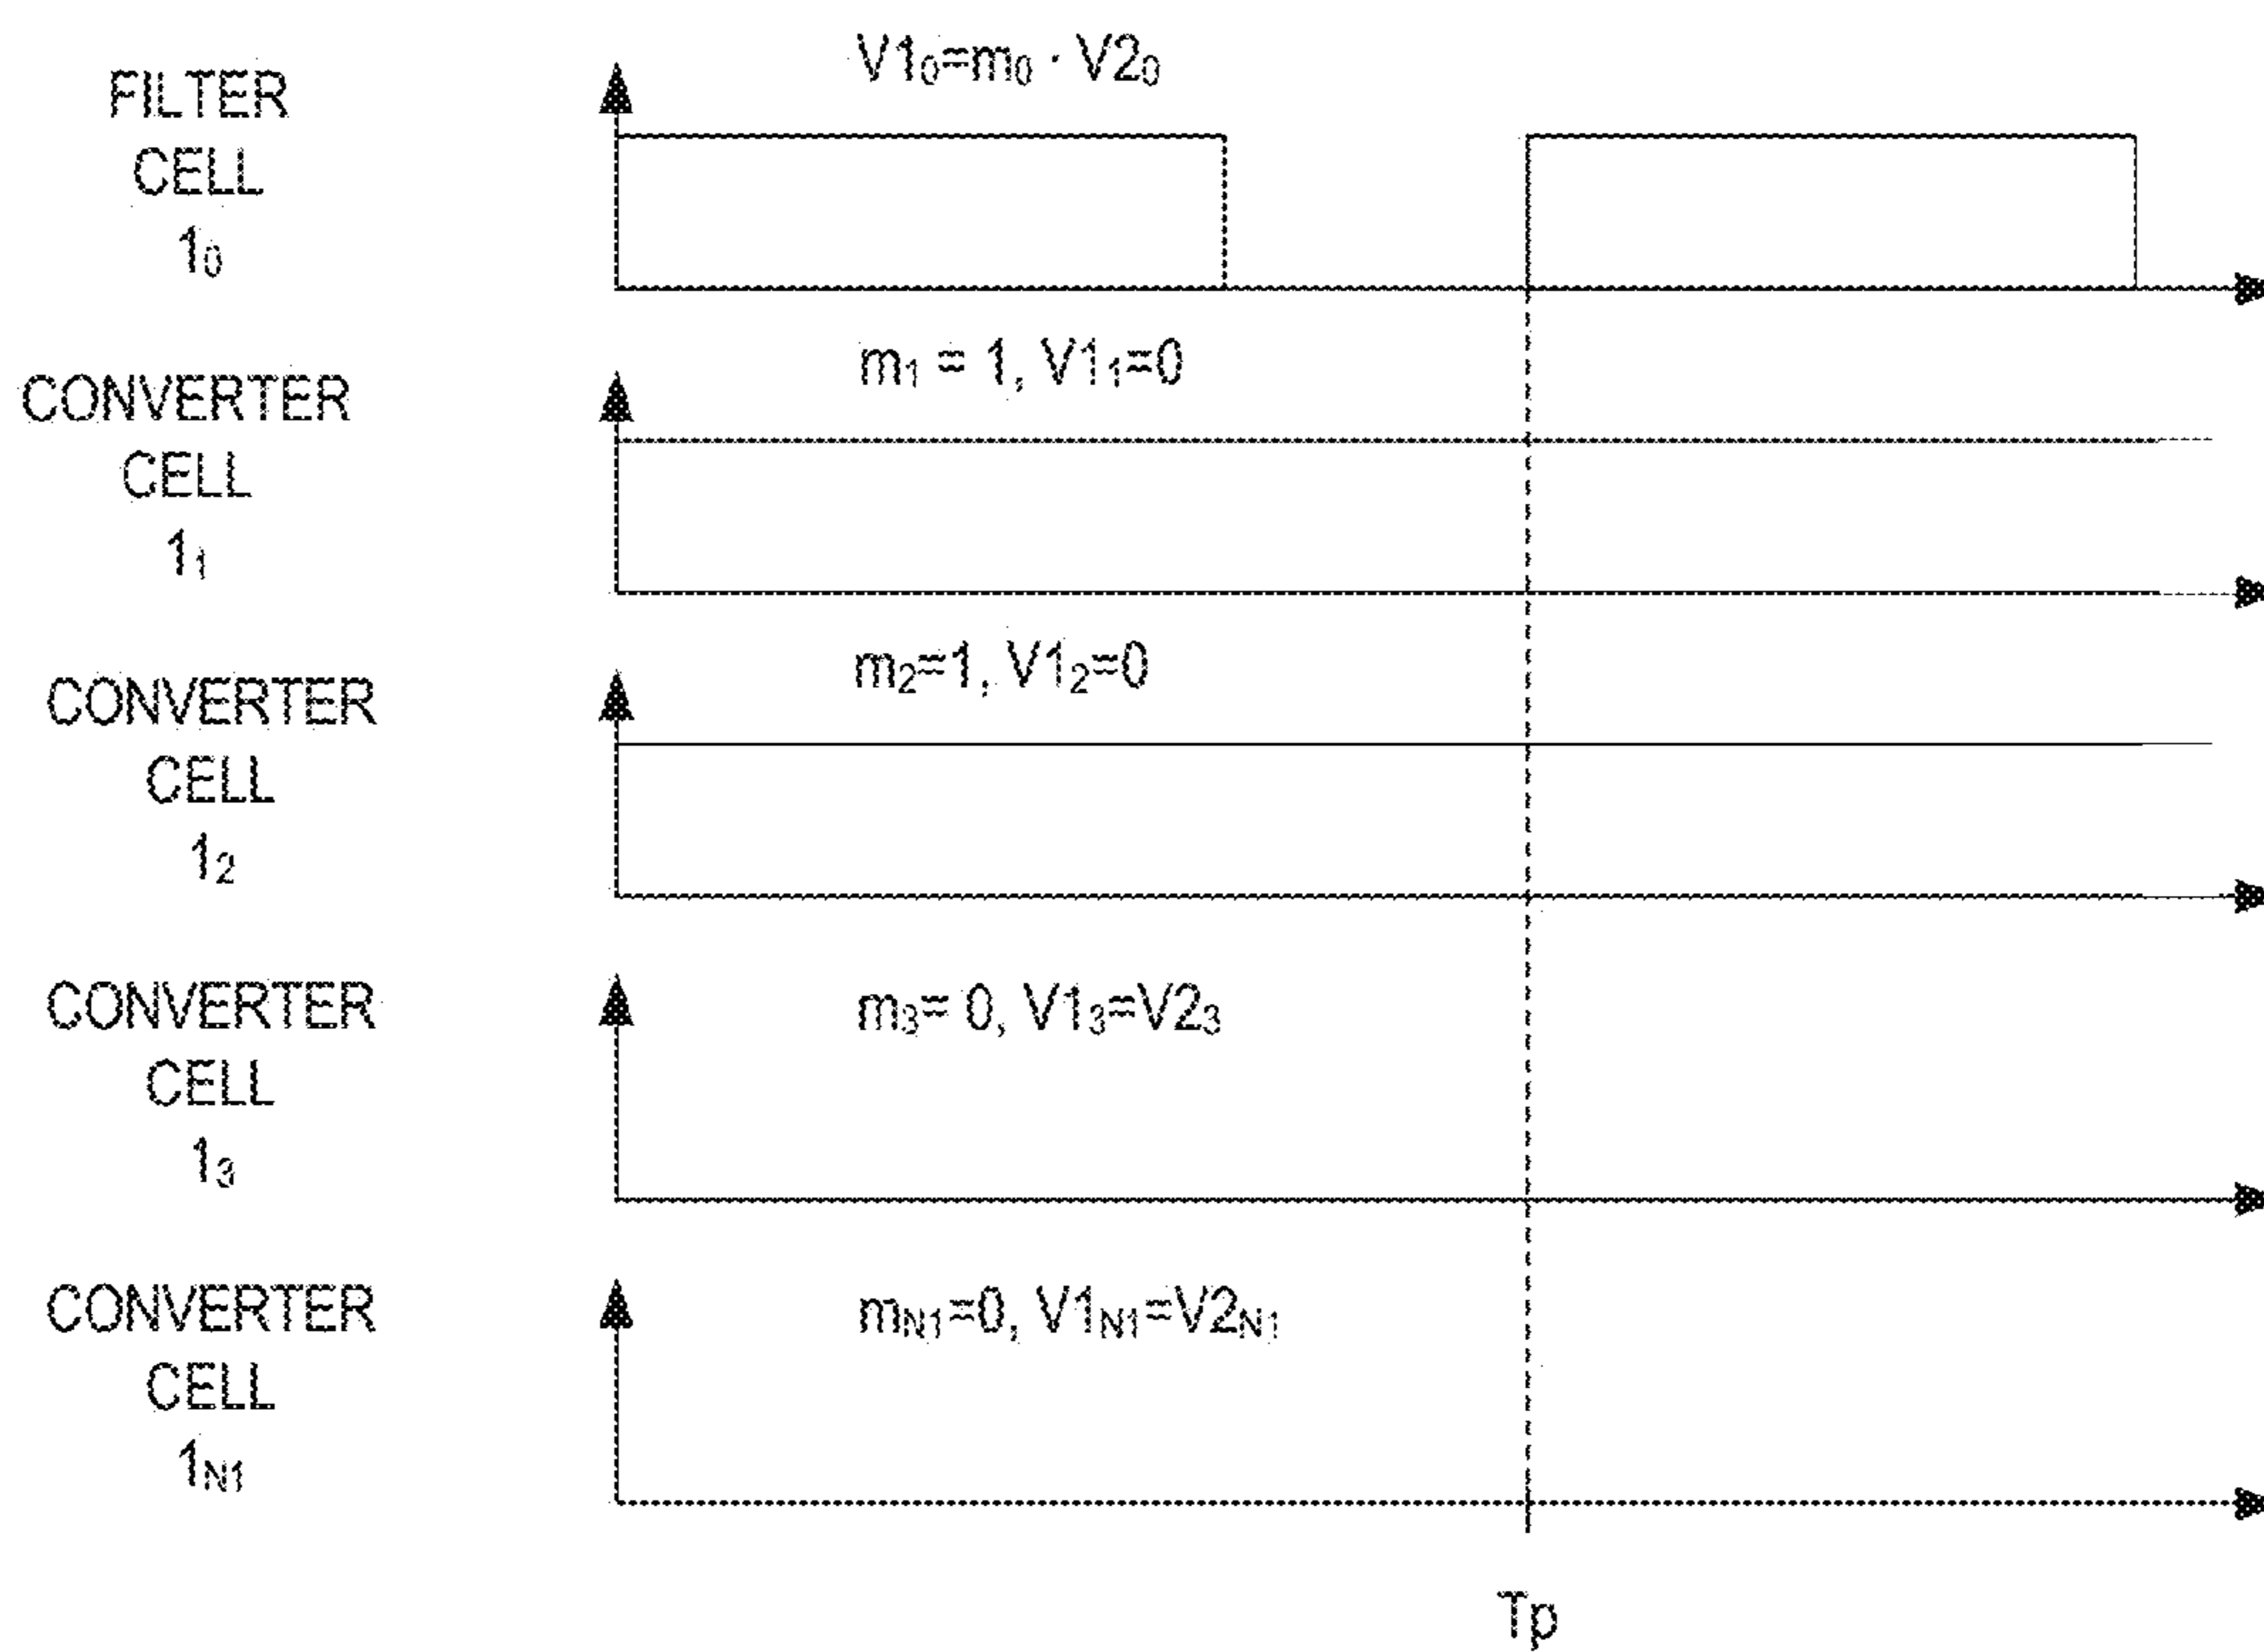 FILTER
CELL
1₀
V1₀=m₀ · V2₀
CONVERTER
CELL
1₁
m₁ = 1, V1₁=0
CONVERTER
CELL
1₂
m₂=1, V1₂=0
CONVERTER
CELL
1₃
m₃= 0, V1₃=V2₃
CONVERTER
CELL
1N1
mN1=0, V1N1=V2N1
Tp